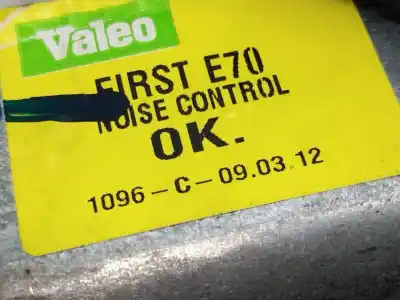 Valeo
FIRST E70
NOISE CONTROL
OK.
1096-C-09.03.12